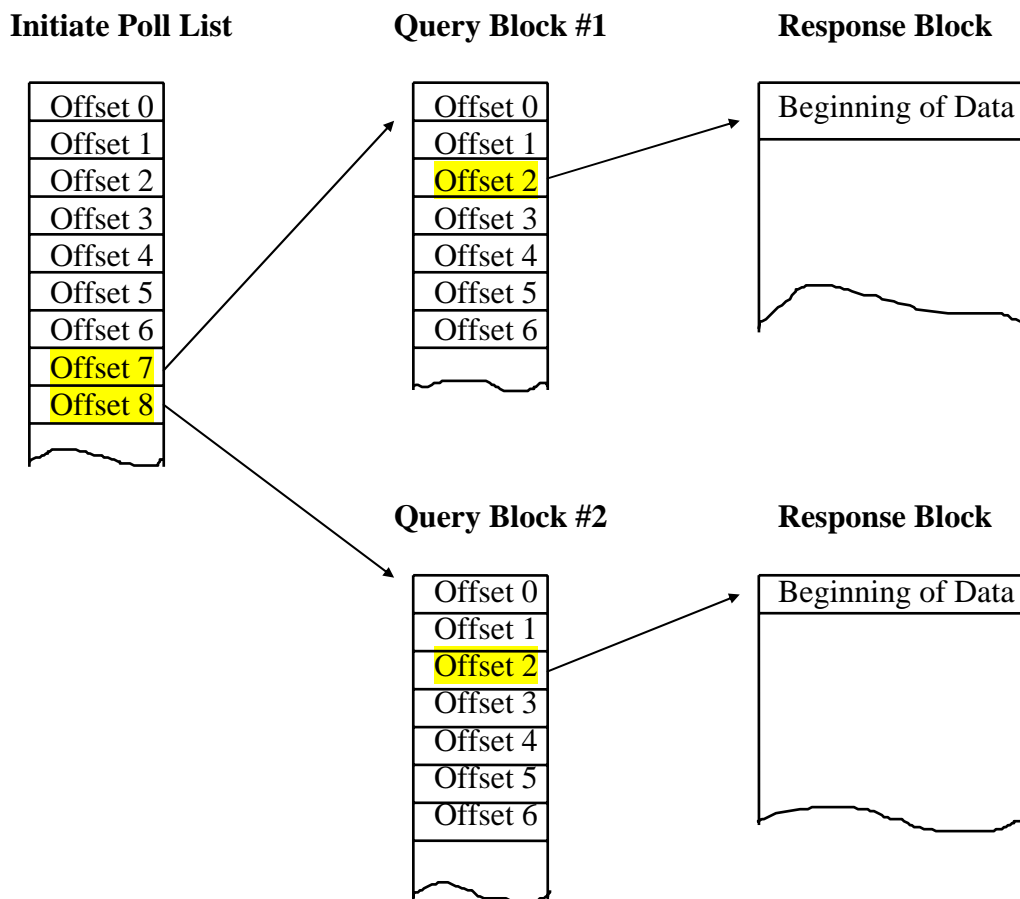 Initiate Poll List
Offset 0
Offset 1
Offset 2
Offset 3
Offset 4
Offset 5
Offset 6
Offset 7
Offset 8
Query Block #1
Offset 0
Offset 1
Offset 2
Offset 3
Offset 4
Offset 5
Offset 6
Response Block
Beginning of Data
Query Block #2
Offset 0
Offset 1
Offset 2
Offset 3
Offset 4
Offset 5
Offset 6
Response Block
Beginning of Data